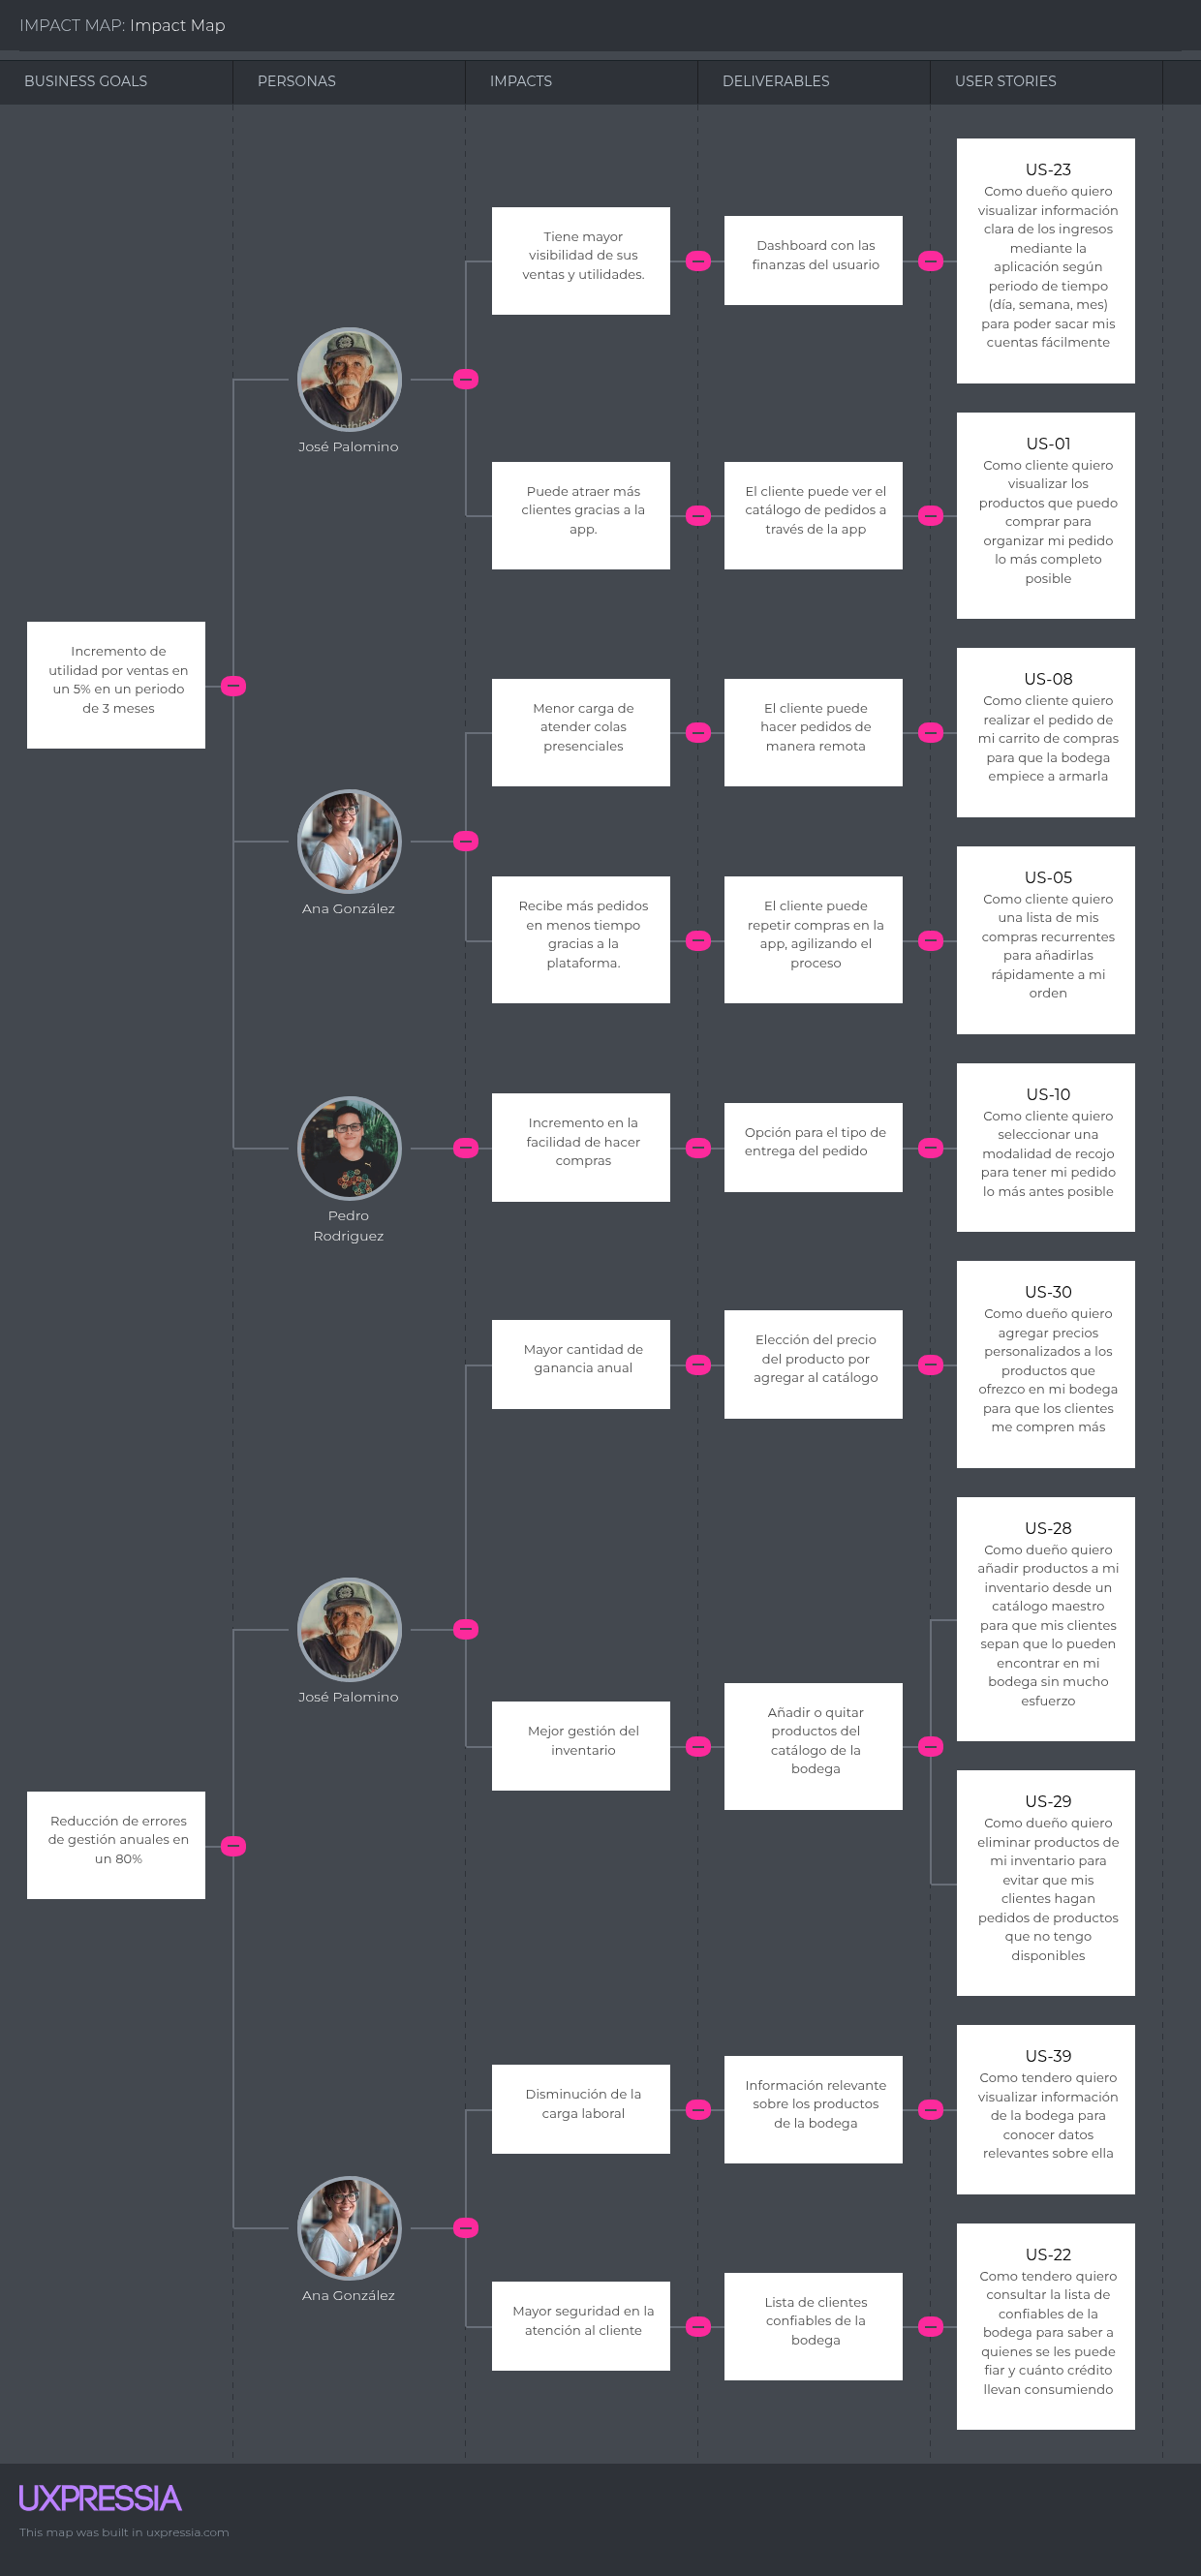 IMPACT MAP: Impact Map
BUSINESS GOALS
PERSONAS
IMPACTS
DELIVERABLES
USER STORIES
Incremento de
utilidad por ventas en
un 5% en un periodo
de 3 meses
José Palomino
Tiene mayor
visibilidad de sus
ventas y utilidades.
Dashboard con las
finanzas del usuario
US-23
Como dueño quiero
visualizar información
clara de los ingresos
mediante la
aplicación según
periodo de tiempo
(día, semana, mes)
para poder sacar mis
cuentas fácilmente
Puede atraer más
clientes gracias a la
app.
El cliente puede ver el
catálogo de pedidos a
través de la app
US-01
Como cliente quiero
visualizar los
productos que puedo
comprar para
organizar mi pedido
lo más completo
posible
Ana González
Menor carga de
atender colas
presenciales
El cliente puede
hacer pedidos de
manera remota
US-08
Como cliente quiero
realizar el pedido de
mi carrito de compras
para que la bodega
empiece a armarla
Recibe más pedidos
en menos tiempo
gracias a la
plataforma.
El cliente puede
repetir compras en la
app, agilizando el
proceso
US-05
Como cliente quiero
una lista de mis
compras recurrentes
para añadirlas
rápidamente a mi
orden
Pedro
Rodriguez
Incremento en la
facilidad de hacer
compras
Opción para el tipo de
entrega del pedido
US-10
Como cliente quiero
seleccionar una
modalidad de recojo
para tener mi pedido
lo más antes posible
Reducción de errores
de gestión anuales en
un 80%
José Palomino
Mayor cantidad de
ganancia anual
Elección del precio
del producto por
agregar al catálogo
US-30
Como dueño quiero
agregar precios
personalizados a los
productos que
ofrezco en mi bodega
para que los clientes
me compren más
Mejor gestión del
inventario
Añadir o quitar
productos del
catálogo de la
bodega
US-28
Como dueño quiero
añadir productos a mi
inventario desde un
catálogo maestro
para que mis clientes
sepan que lo pueden
encontrar en mi
bodega sin mucho
esfuerzo
US-29
Como dueño quiero
eliminar productos de
mi inventario para
evitar que mis
clientes hagan
pedidos de productos
que no tengo
disponibles
Ana González
Disminución de la
carga laboral
Información relevante
sobre los productos
de la bodega
US-39
Como tendero quiero
visualizar información
de la bodega para
conocer datos
relevantes sobre ella
Mayor seguridad en la
atención al cliente
Lista de clientes
confiables de la
bodega
US-22
Como tendero quiero
consultar la lista de
confiables de la
bodega para saber a
quienes se les puede
fiar y cuánto crédito
llevan consumiendo
UXPRESSIA
This map was built in uxpressia.com